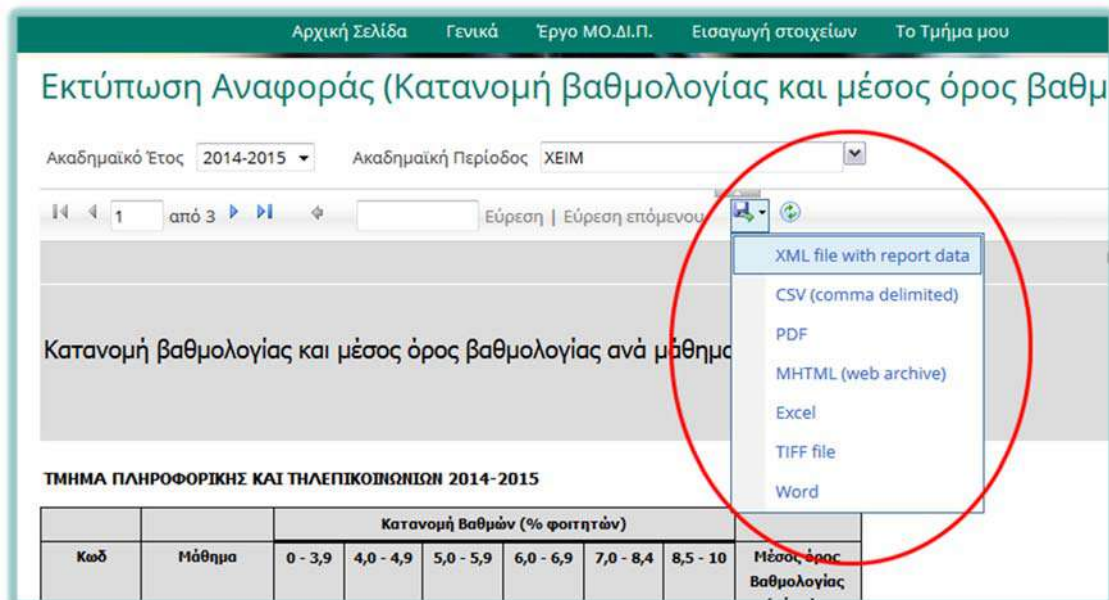 Αρχική Σελίδα Γενικά Έργο ΜΟ.ΔΙ.Π. Εισαγωγή στοιχείων Το Τμήμα μου
Εκτύπωση Αναφοράς (Κατανομή βαθμολογίας και μέσος όρος βαθμ
Ακαδημαϊκό Έτος 2014-2015 Ακαδημαϊκή Περίοδος ΧΕΙΜ
1 από 3 Εύρεση | Εύρεση επόμενου
XML file with report data
CSV (comma delimited)
PDF
MHTML (web archive)
Excel
TIFF file
Word
Κατανομή βαθμολογίας και μέσος όρος βαθμολογίας ανά μάθημα
ΤΜΗΜΑ ΠΛΗΡΟΦΟΡΙΚΗΣ ΚΑΙ ΤΗΛΕΠΙΚΟΙΝΩΝΙΩΝ 2014-2015
Κατανομή Βαθμών (% φοιτητών)
Κωδ Μάθημα 0 - 3,9 4,0 - 4,9 5,0 - 5,9 6,0 - 6,9 7,0 - 8,4 8,5 - 10 Μέσος όρος
Βαθμολογίας